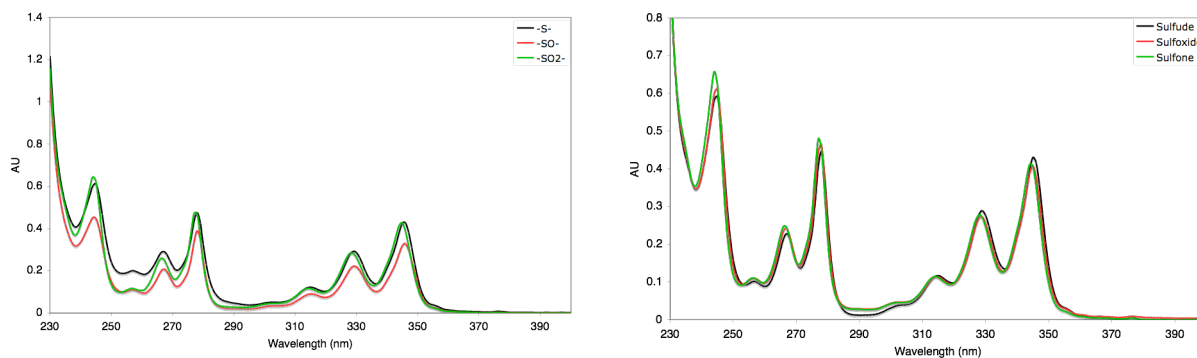 1.4
1.2
1
0.8
0.6
0.4
0.2
0
AU
230 250 270 290 310 330 350 370 390
Wavelength (nm)
-S-
-SO-
-SO2-
0.8
0.7
0.6
0.5
0.4
0.3
0.2
0.1
0
AU
230 250 270 290 310 330 350 370 390
Wavelength (nm)
Sulfude
Sulfoxide
Sulfone